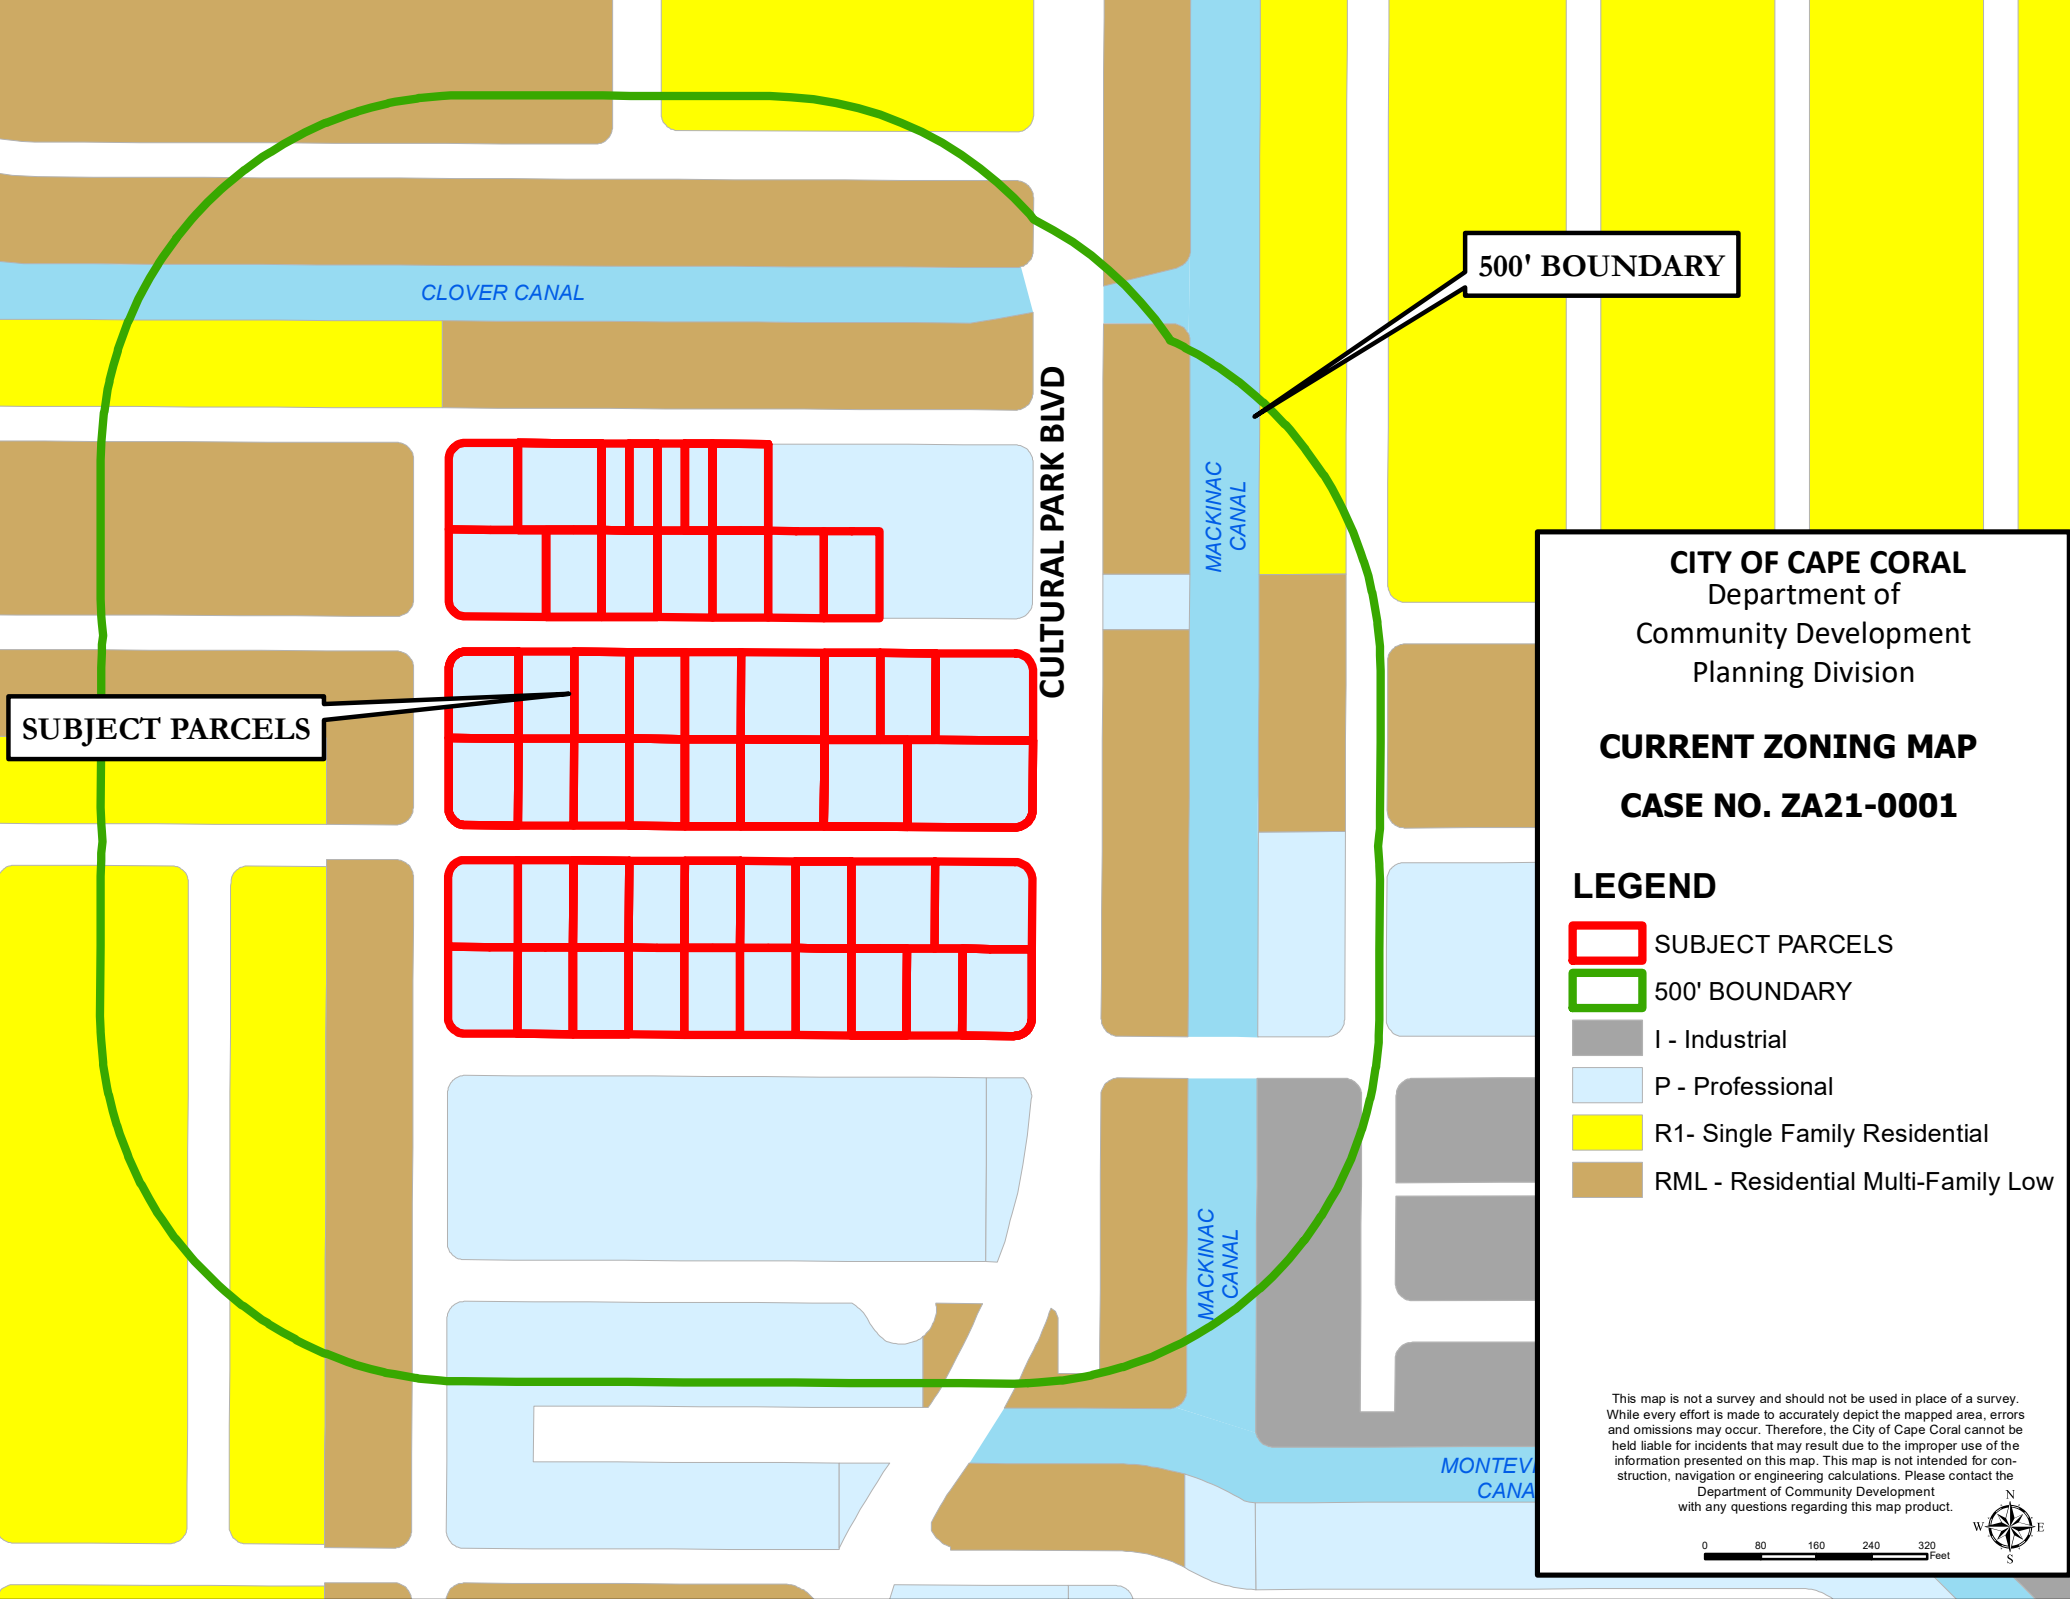 CLOVER CANAL
500' BOUNDARY
CULTURAL PARK BLVD
MACKINAC
CANAL
SUBJECT PARCELS
MACKINAC
CANAL
MONTEV
CANA
CITY OF CAPE CORAL
Department of
Community Development
Planning Division
CURRENT ZONING MAP
CASE NO. ZA21-0001
LEGEND
SUBJECT PARCELS
500' BOUNDARY
I - Industrial
P - Professional
R1- Single Family Residential
RML - Residential Multi-Family Low
This map is not a survey and should not be used in place of a survey.
While every effort is made to accurately depict the mapped area, errors
and omissions may occur. Therefore, the City of Cape Coral cannot be
held liable for incidents that may result due to the improper use of the
information presented on this map. This map is not intended for con-
struction, navigation or engineering calculations. Please contact the
Department of Community Development
with any questions regarding this map product.
N
W E
S
0 80 160 240 320
Feet